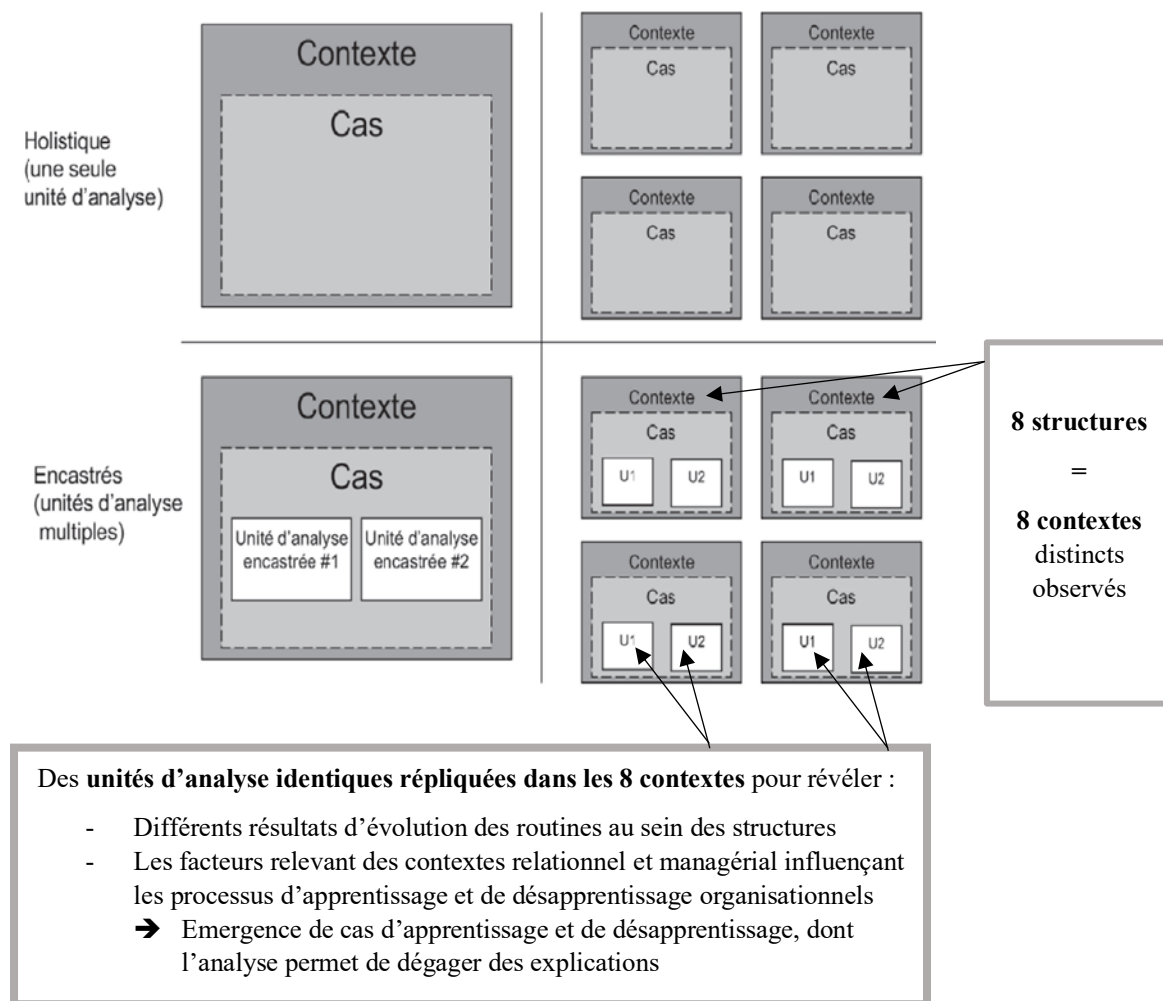 Contexte
Cas
Holistique
(une seule
unité d'analyse)
Contexte
Cas
Contexte
Cas
Contexte
Cas
Contexte
Cas
Contexte
Cas
Encastrés
(unités d'analyse
multiples)
Unité d'analyse
encastrée #1
Unité d'analyse
encastrée #2
Contexte
Cas
U1
U2
Contexte
Cas
U1
U2
Contexte
Cas
U1
U2
Contexte
Cas
U1
U2
8 structures
=
8 contextes
distincts
observés
Des unités d'analyse identiques répliquées dans les 8 contextes pour révéler :
- Différents résultats d'évolution des routines au sein des structures
- Les facteurs relevant des contextes relationnel et managérial influençant
les processus d'apprentissage et de désapprentissage organisationnels
➔ Emergence de cas d'apprentissage et de désapprentissage, dont
l'analyse permet de dégager des explications